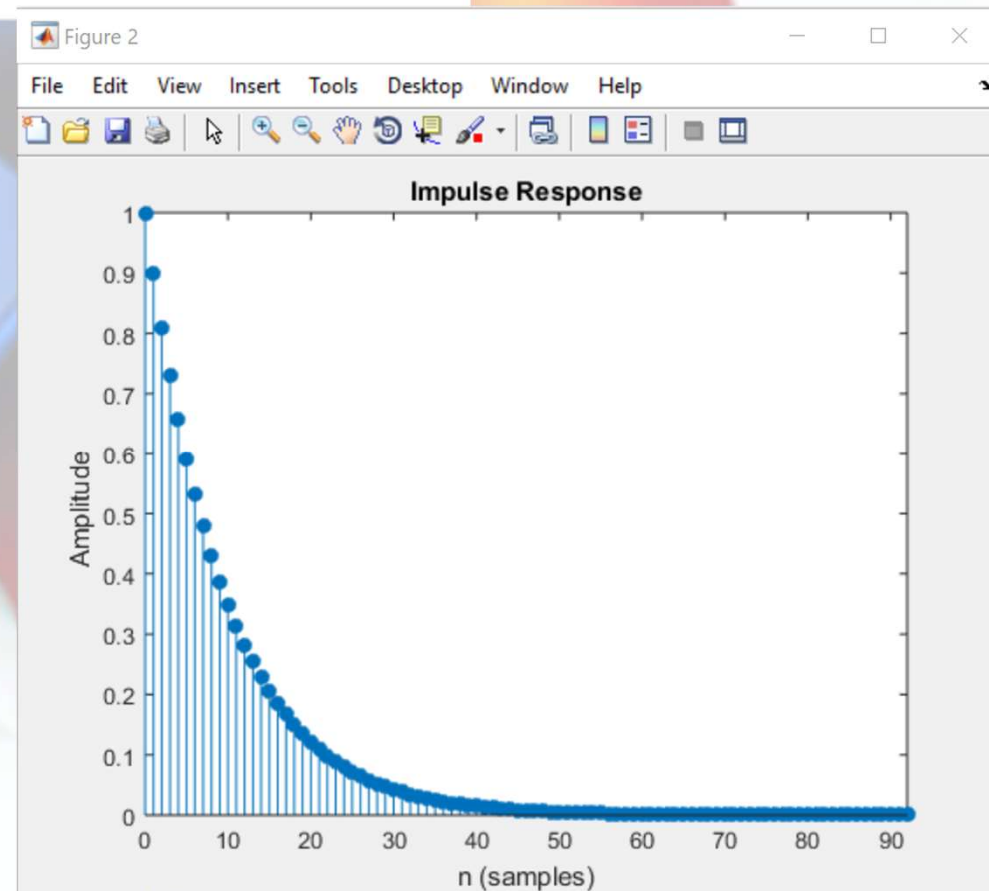 Figure 2
File Edit View Insert Tools Desktop Window Help
Impulse Response
1
0.9
0.8
0.7
0.6
0.5
0.4
0.3
0.2
0.1
0
Amplitude
0 10 20 30 40 50 60 70 80 90
n (samples)